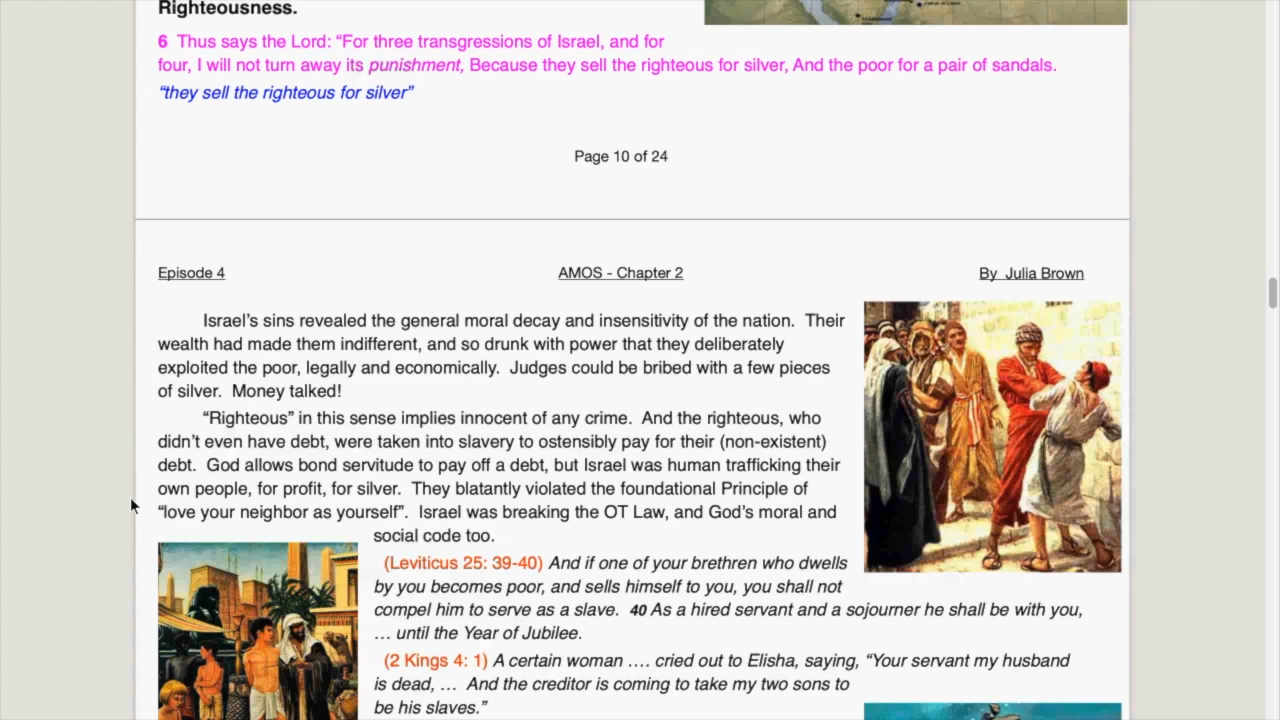 Righteousness.
6 Thus says the Lord: “For three transgressions of Israel, and for
four, I will not turn away its punishment, Because they sell the righteous for silver, And the poor for a pair of sandals.
“they sell the righteous for silver”
Page 10 of 24
Episode 4 AMOS - Chapter 2 By Julia Brown
Israel’s sins revealed the general moral decay and insensitivity of the nation. Their
wealth had made them indifferent, and so drunk with power that they deliberately
exploited the poor, legally and economically. Judges could be bribed with a few pieces
of silver. Money talked!
“Righteous” in this sense implies innocent of any crime. And the righteous, who
didn’t even have debt, were taken into slavery to ostensibly pay for their (non-existent)
debt. God allows bond servitude to pay off a debt, but Israel was human trafficking their
own people, for profit, for silver. They blatantly violated the foundational Principle of
“love your neighbor as yourself”. Israel was breaking the OT Law, and God’s moral and
social code too.
(Leviticus 25: 39-40) And if one of your brethren who dwells
by you becomes poor, and sells himself to you, you shall not
compel him to serve as a slave. 40 As a hired servant and a sojourner he shall be with you,
… until the Year of Jubilee.
(2 Kings 4: 1) A certain woman …. cried out to Elisha, saying, “Your servant my husband
is dead, … And the creditor is coming to take my two sons to
be his slaves.”